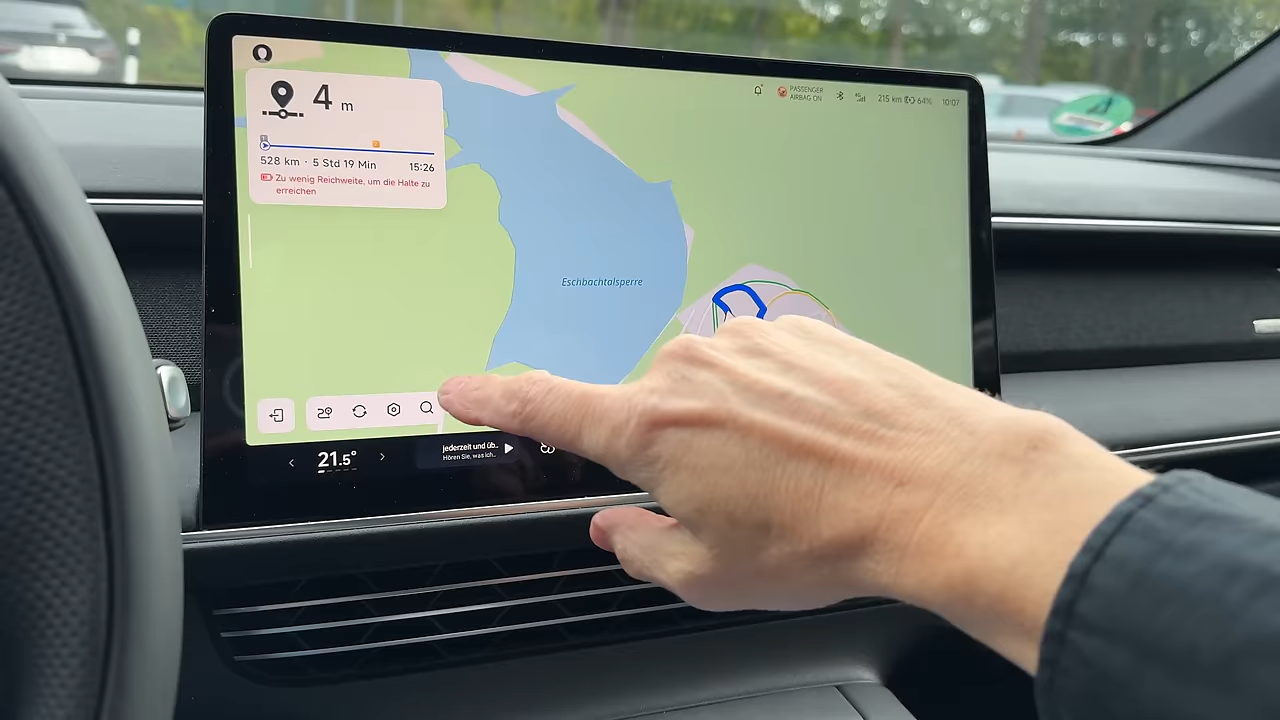 4 m
PASSENGER
AIRBAG ON
4G
215 km 64% 10:07
528 km · 5 Std 19 Min 15:26
Zu wenig Reichweite, um die Halte zu
erreichen
Eschbachtalsperre
21.5°
jederzeit und üb..
Hören Sie, was ich..